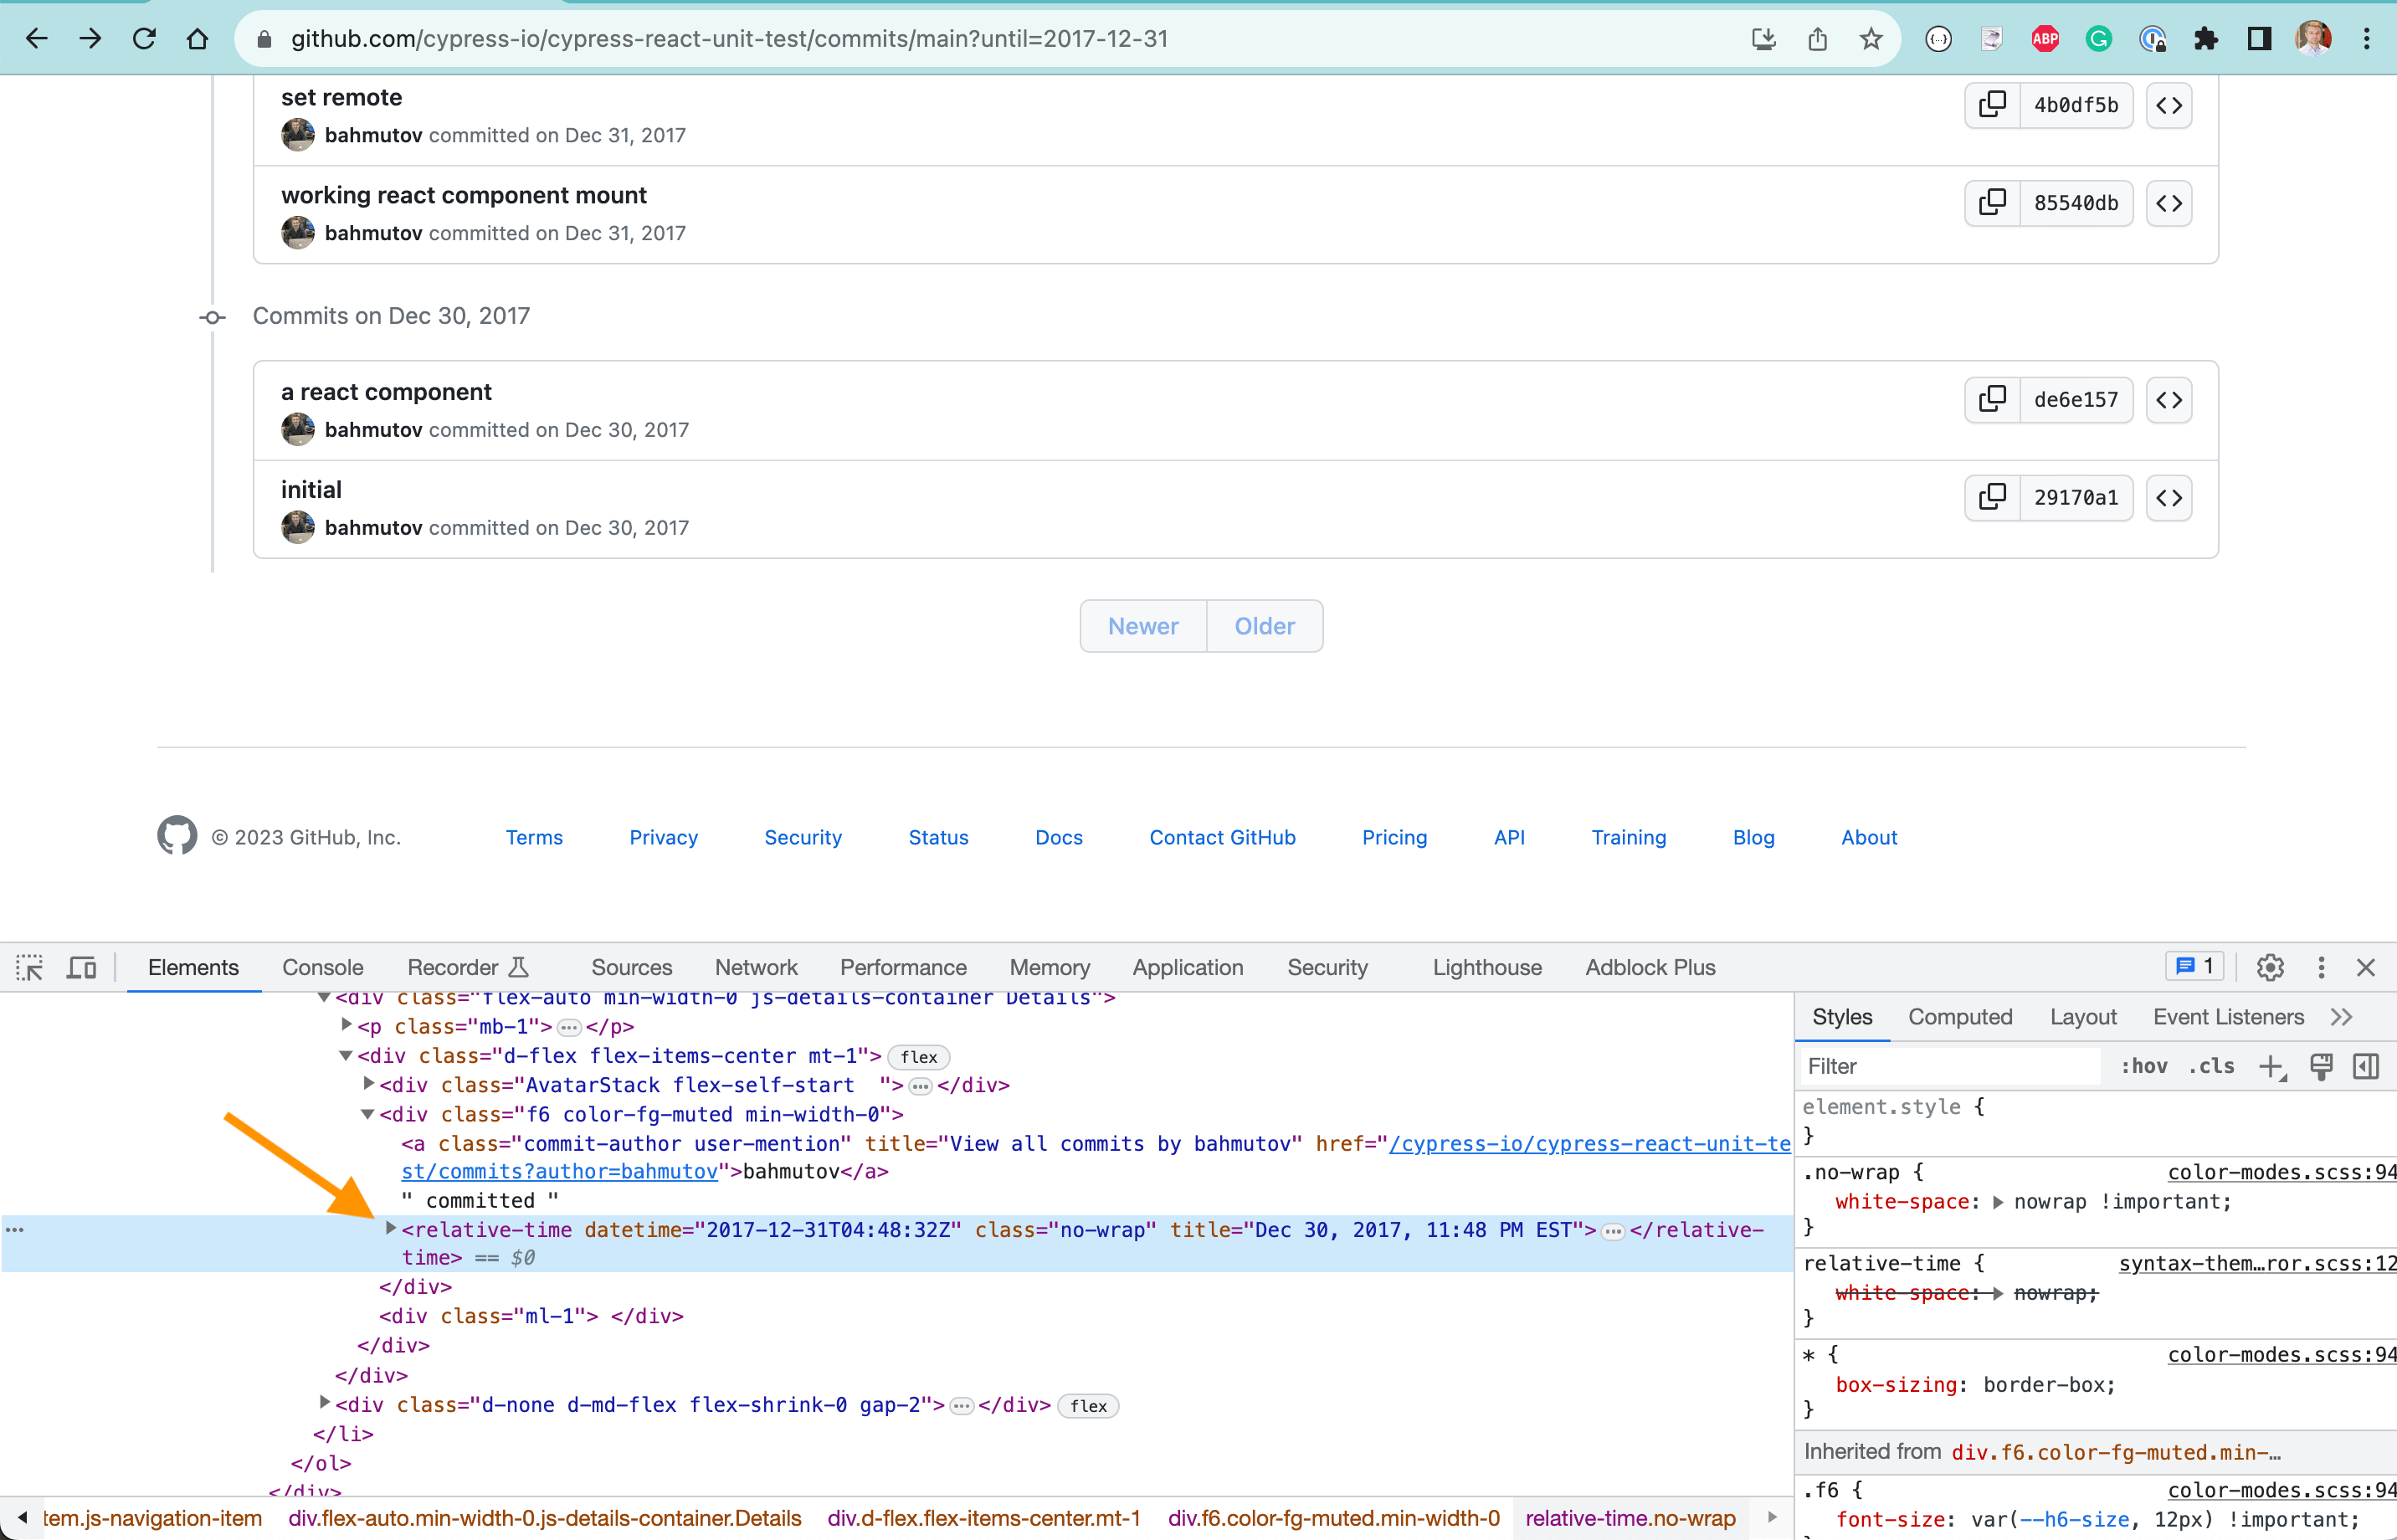 github.com/cypress-io/cypress-react-unit-test/commits/main?until=2017-12-31
ABP
set remote
4b0df5b
bahmutov committed on Dec 31, 2017
working react component mount
85540db
bahmutov committed on Dec 31, 2017
Commits on Dec 30, 2017
a react component
de6e157
bahmutov committed on Dec 30, 2017
initial
29170a1
bahmutov committed on Dec 30, 2017
Newer Older
© 2023 GitHub, Inc. Terms Privacy Security Status Docs Contact GitHub Pricing API Training Blog About
Elements Console Recorder Sources Network Performance Memory Application Security Lighthouse Adblock Plus 1
<div class="flex-auto min-width-0 js-details-container Details">
<p class="mb-1">…</p>
<div class="d-flex flex-items-center mt-1"> flex
<div class="AvatarStack flex-self-start  ">…</div>
<div class="f6 color-fg-muted min-width-0">
<a class="commit-author user-mention" title="View all commits by bahmutov" href="/cypress-io/cypress-react-unit-te
st/commits?author=bahmutov">bahmutov</a>
" committed "
… <relative-time datetime="2017-12-31T04:48:32Z" class="no-wrap" title="Dec 30, 2017, 11:48 PM EST">…</relative-
time> == $0
</div>
<div class="ml-1"> </div>
</div>
</div>
<div class="d-none d-md-flex flex-shrink-0 gap-2">…</div> flex
</li>
</ol>
</div>
tem.js-navigation-item div.flex-auto.min-width-0.js-details-container.Details div.d-flex.flex-items-center.mt-1 div.f6.color-fg-muted.min-width-0 relative-time.no-wrap
Styles Computed Layout Event Listeners
Filter :hov .cls
element.style {
}
.no-wrap { color-modes.scss:94
white-space: nowrap !important;
}
relative-time { syntax-them…ror.scss:12
white-space: nowrap;
}
* { color-modes.scss:94
box-sizing: border-box;
}
Inherited from div.f6.color-fg-muted.min-…
.f6 { color-modes.scss:94
font-size: var(--h6-size, 12px) !important;